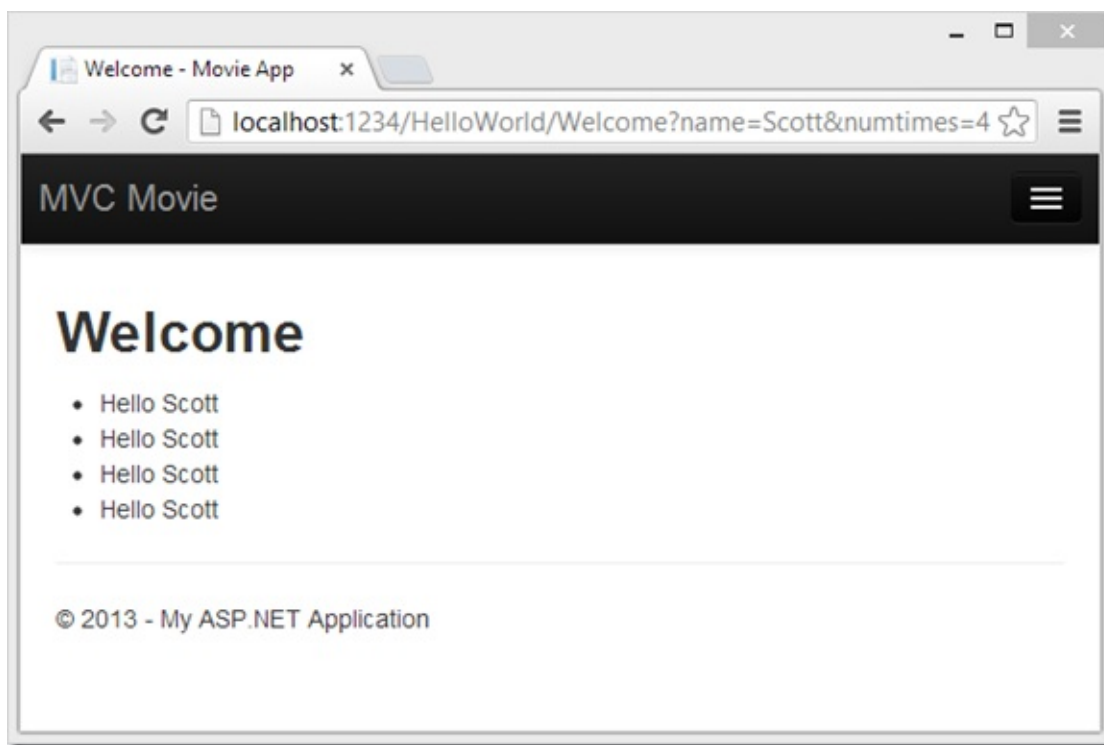 Welcome - Movie App
localhost:1234/HelloWorld/Welcome?name=Scott&numtimes=4
MVC Movie
Welcome
• Hello Scott
• Hello Scott
• Hello Scott
• Hello Scott
© 2013 - My ASP.NET Application